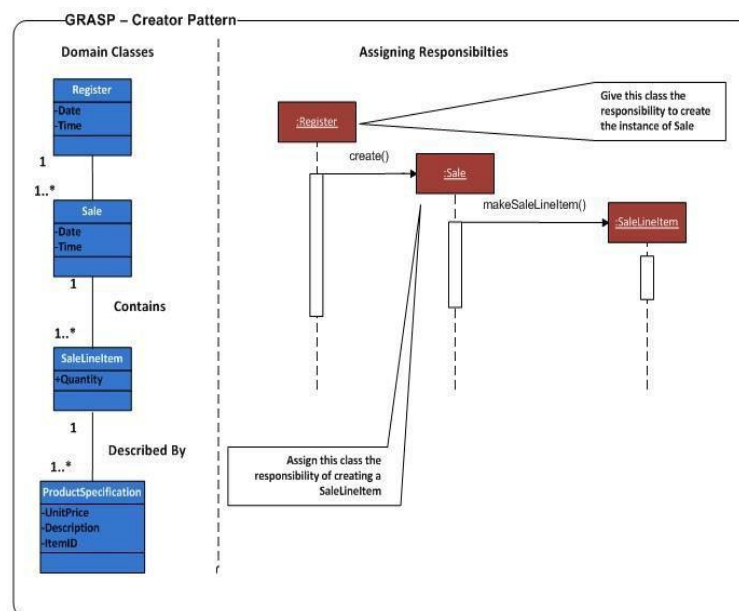 GRASP – Creator Pattern
Domain Classes
Register
-Date
-Time
1
1..*
Sale
-Date
-Time
1
Contains
1..*
SaleLineItem
+Quantity
1
Described By
1..*
ProductSpecification
-UnitPrice
-Description
-ItemID
Assigning Responsibilties
Give this class the
responsibility to create
the instance of Sale
:Register
create()
:Sale
makeSaleLineItem()
:SaleLineItem
Assign this class the
responsibility of creating a
SaleLineItem